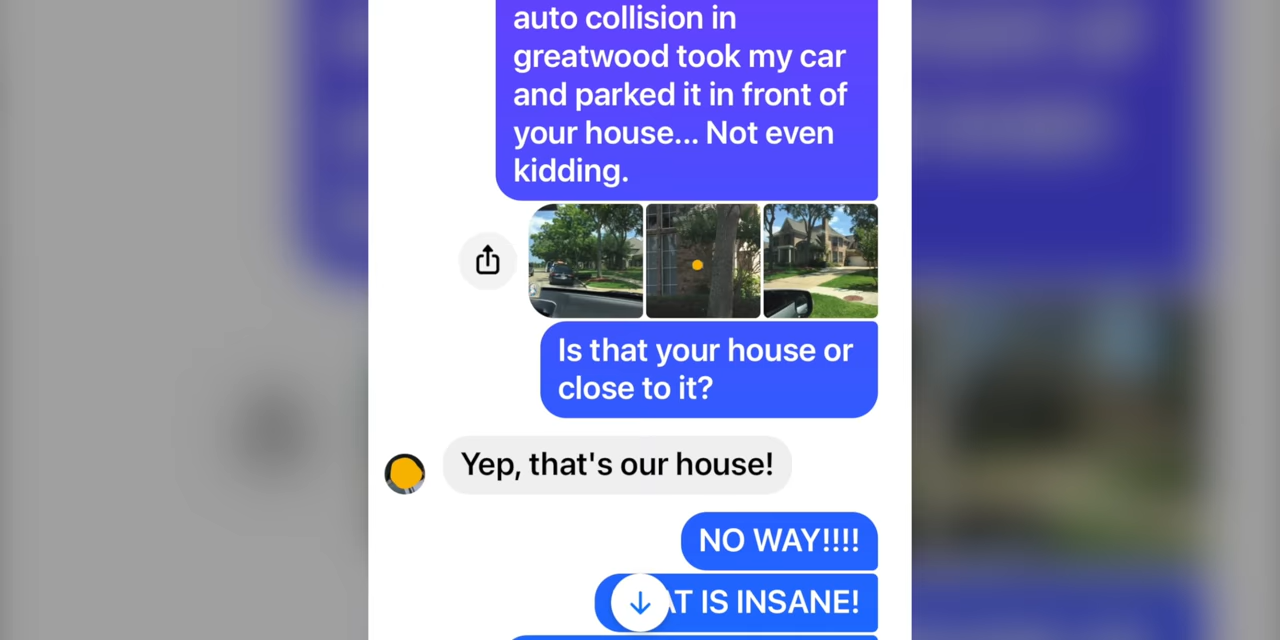 auto collision in
greatwood took my car
and parked it in front of
your house... Not even
kidding.
Is that your house or
close to it?
Yep, that's our house!
NO WAY!!!!
IS INSANE!